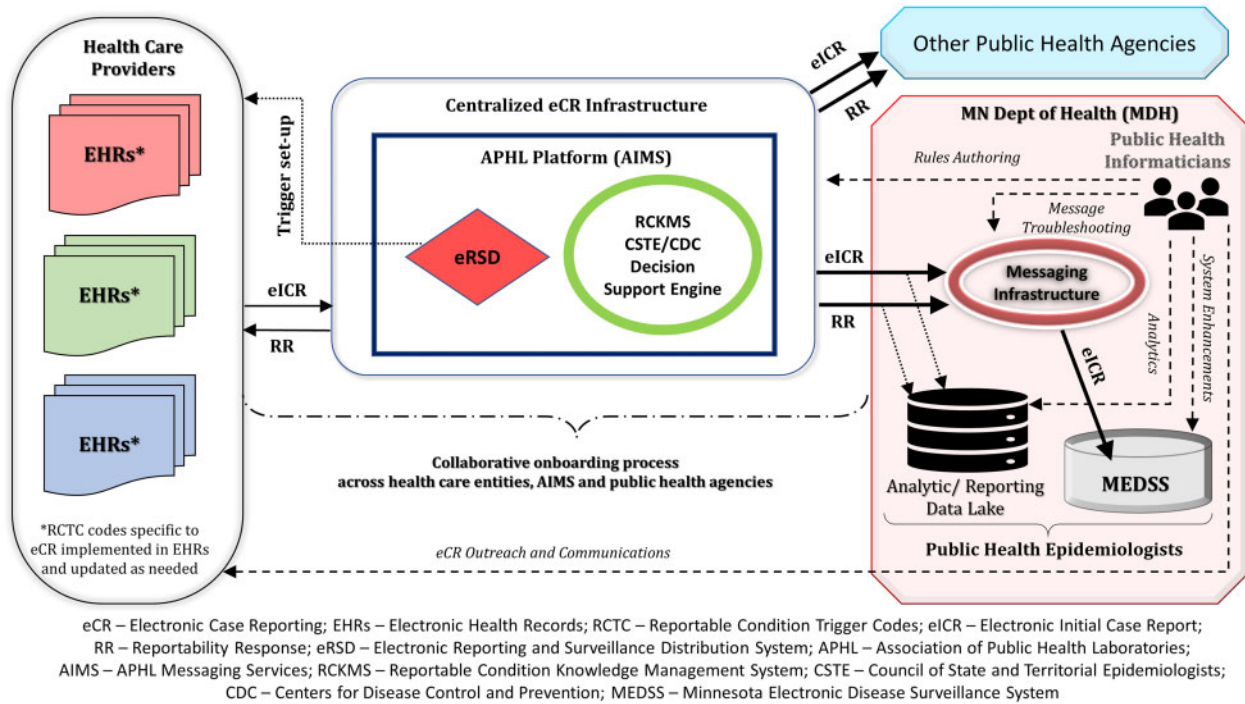 Health Care
Providers
EHRs*
EHRs*
EHRs*
*RCTC codes specific to
eCR implemented in EHRs
and updated as needed
Trigger set-up
eICR
RR
Centralized eCR Infrastructure
APHL Platform (AIMS)
eRSD
RCKMS
CSTE/CDC
Decision
Support Engine
Collaborative onboarding process
across health care entities, AIMS and public health agencies
eCR Outreach and Communications
eICR
RR
Other Public Health Agencies
eICR
RR
MN Dept of Health (MDH)
Public Health
Informaticians
Rules Authoring
Message
Troubleshooting
Messaging
Infrastructure
System Enhancements
Analytics
eICR
Analytic/ Reporting
Data Lake
MEDSS
Public Health Epidemiologists
eCR – Electronic Case Reporting; EHRs – Electronic Health Records; RCTC – Reportable Condition Trigger Codes; eICR – Electronic Initial Case Report;
RR – Reportability Response; eRSD – Electronic Reporting and Surveillance Distribution System; APHL – Association of Public Health Laboratories;
AIMS – APHL Messaging Services; RCKMS – Reportable Condition Knowledge Management System; CSTE – Council of State and Territorial Epidemiologists;
CDC – Centers for Disease Control and Prevention; MEDSS – Minnesota Electronic Disease Surveillance System